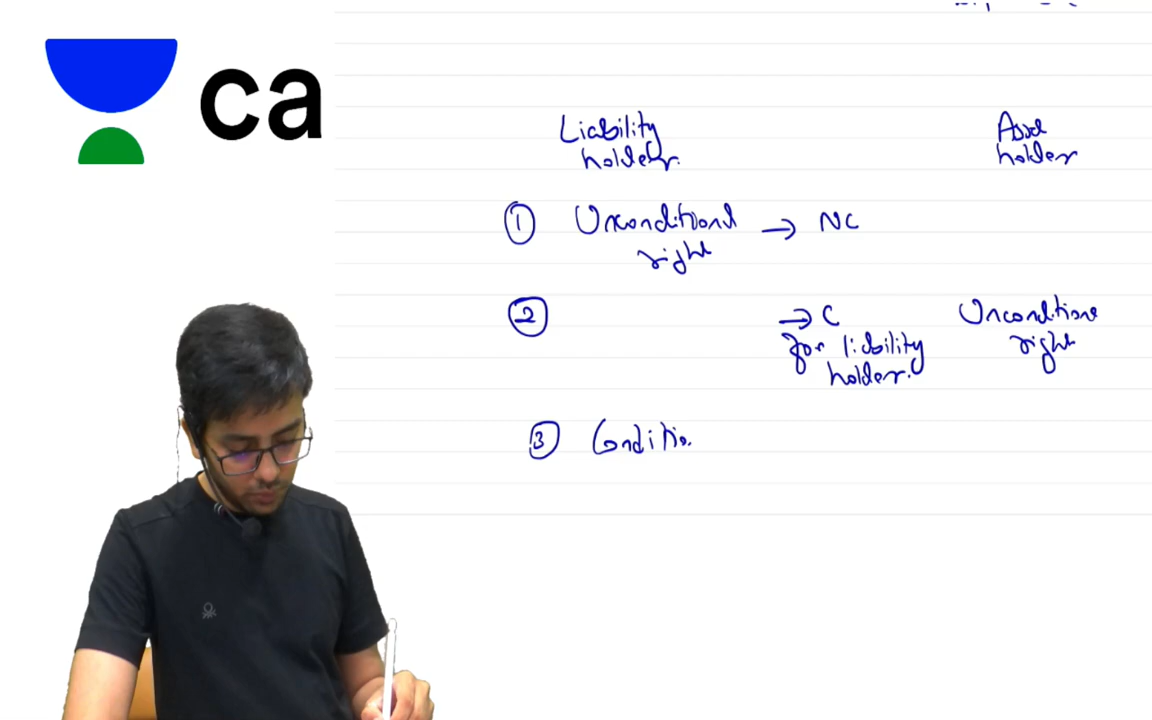 ca
Liability
holder.
Asset
holder
① Unconditional → NC
right
② → C Unconditional
for liability right
holder.
③ Conditio